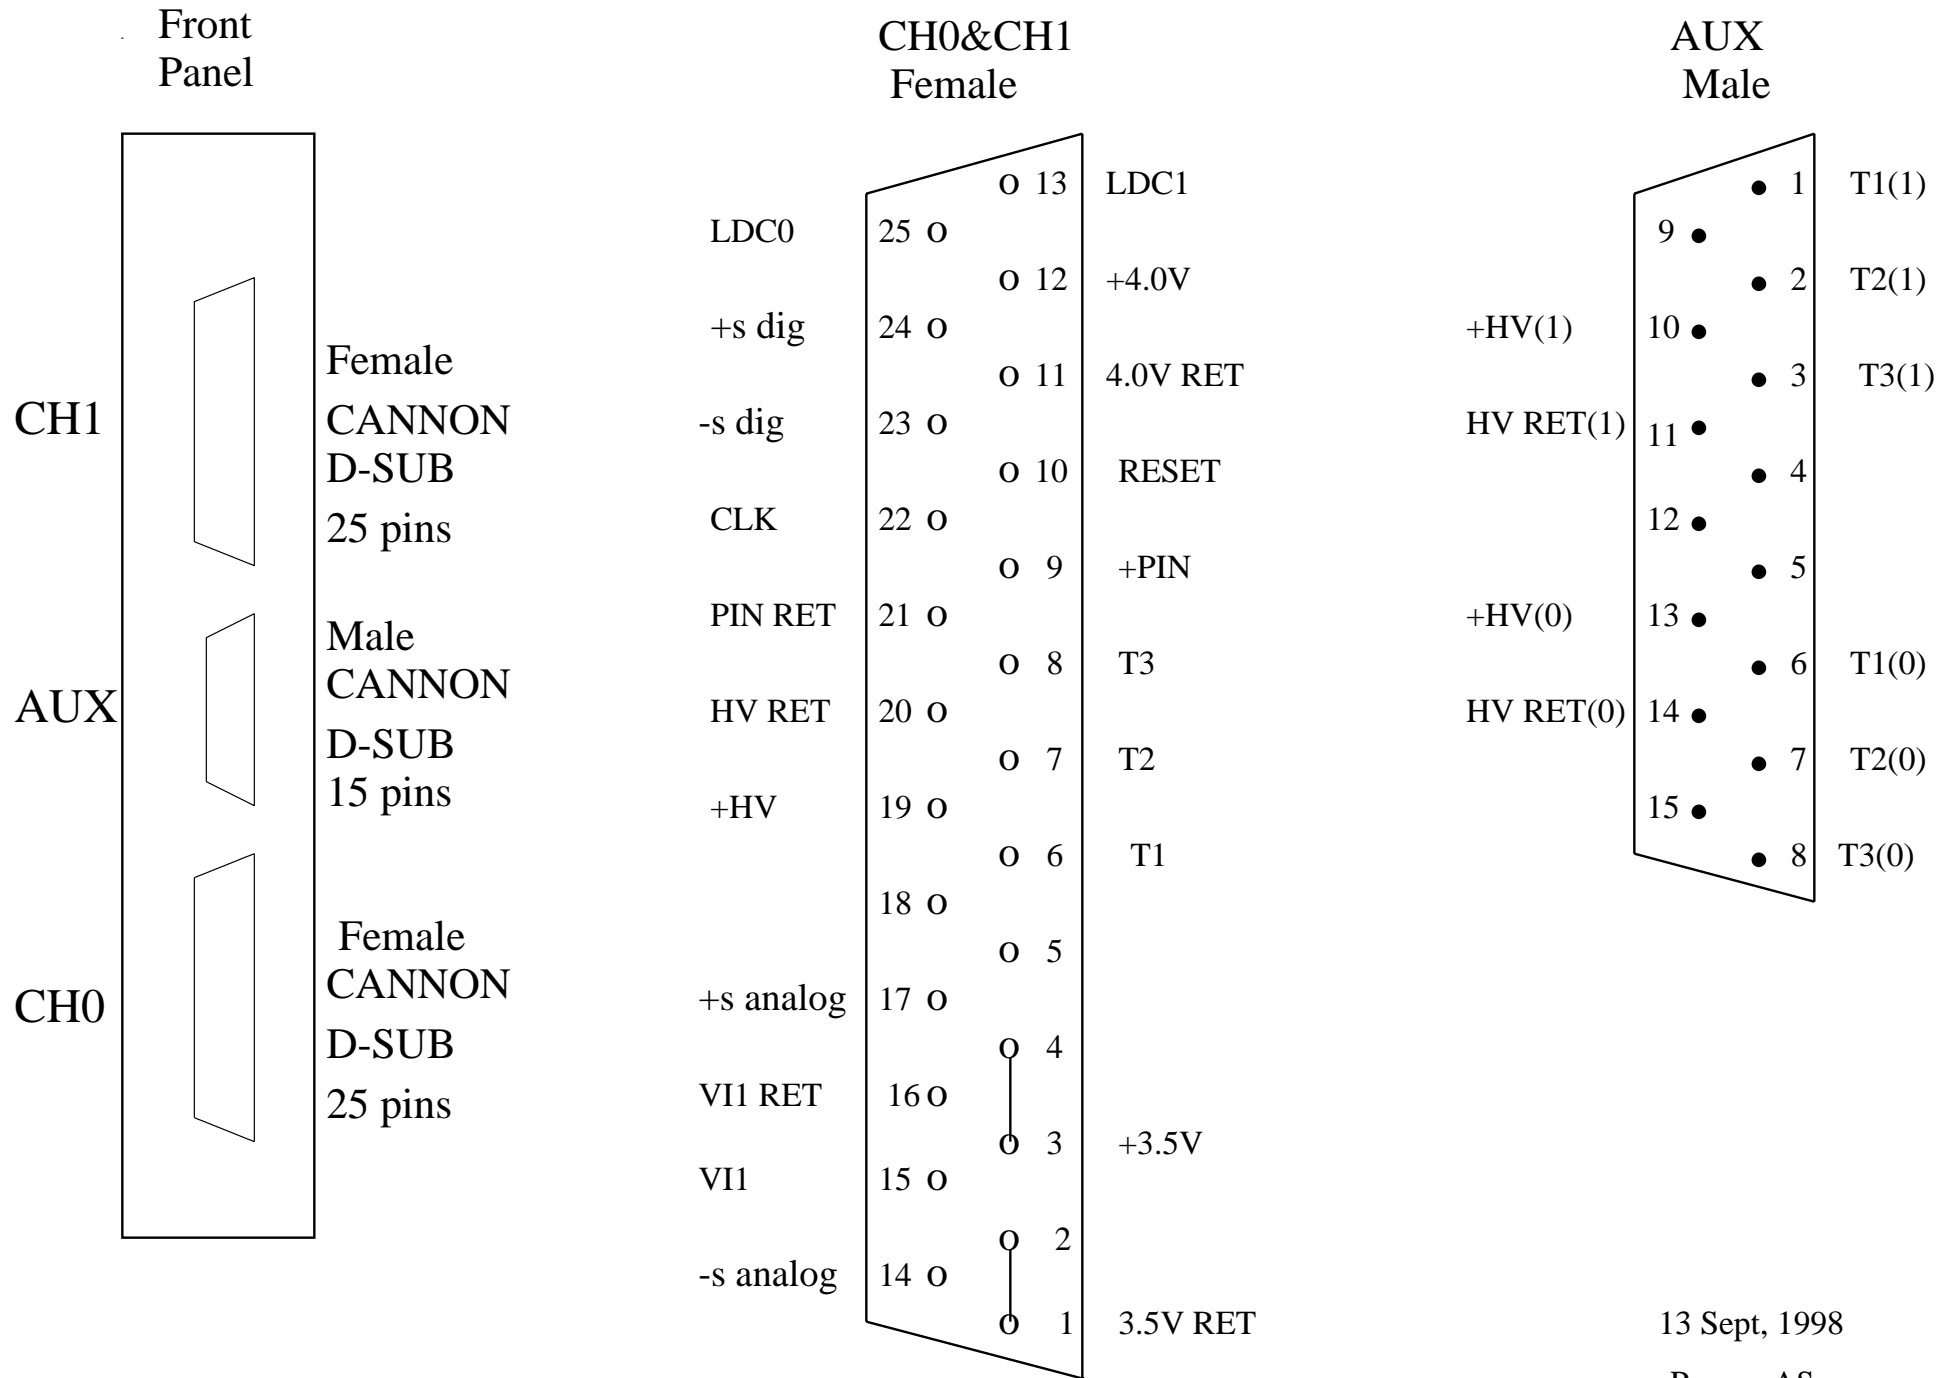 Front
Panel
CH1
Female
CANNON
D-SUB
25 pins
AUX
Male
CANNON
D-SUB
15 pins
CH0
Female
CANNON
D-SUB
25 pins
CH0&CH1
Female
13 LDC1
LDC0 25
12 +4.0V
+s dig 24
11 4.0V RET
-s dig 23
10 RESET
CLK 22
9 +PIN
PIN RET 21
8 T3
HV RET 20
7 T2
+HV 19
6 T1
18
5
+s analog 17
4
VI1 RET 16
3 +3.5V
VI1 15
2
-s analog 14
1 3.5V RET
AUX
Male
1 T1(1)
9
2 T2(1)
+HV(1) 10
3 T3(1)
HV RET(1) 11
4
12
5
+HV(0) 13
6 T1(0)
HV RET(0) 14
7 T2(0)
15
8 T3(0)
13 Sept, 1998